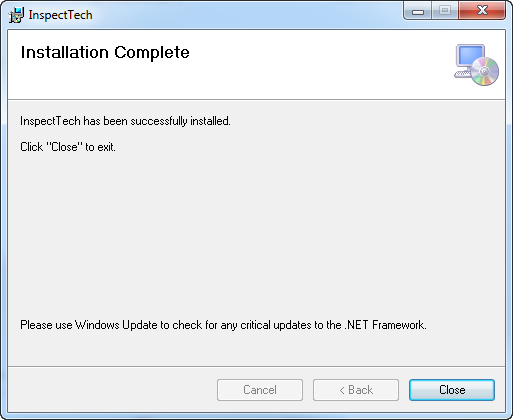 InspectTech
Installation Complete
InspectTech has been successfully installed.
Click "Close" to exit.
Please use Windows Update to check for any critical updates to the .NET Framework.
Cancel
< Back
Close